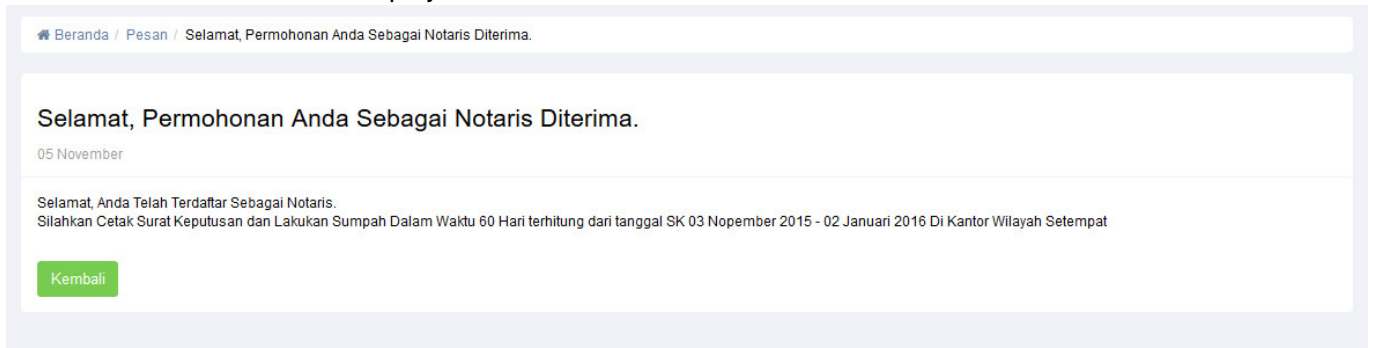 Beranda / Pesan / Selamat, Permohonan Anda Sebagai Notaris Diterima.
Selamat, Permohonan Anda Sebagai Notaris Diterima.
05 November
Selamat, Anda Telah Terdaftar Sebagai Notaris.
Silahkan Cetak Surat Keputusan dan Lakukan Sumpah Dalam Waktu 60 Hari terhitung dari tanggal SK 03 Nopember 2015 - 02 Januari 2016 Di Kantor Wilayah Setempat
Kembali